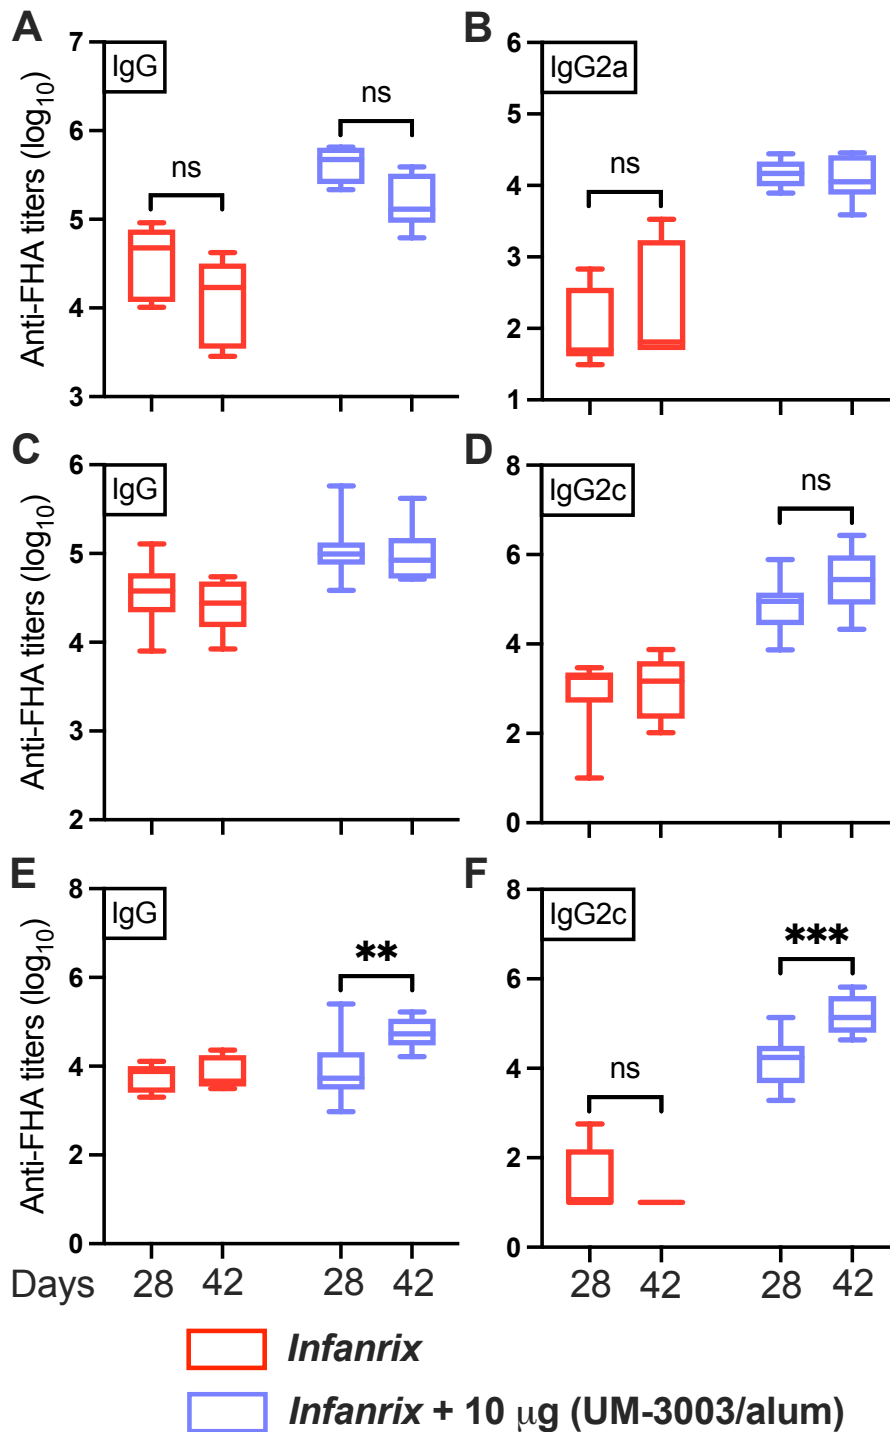 A
IgG
Anti-FHA titers (log10)
7
6
5
4
3
ns
ns
B
IgG2a
6
5
4
3
2
1
ns
C
IgG
Anti-FHA titers (log10)
6
5
4
3
2
D
IgG2c
8
6
4
2
0
ns
E
IgG
Anti-FHA titers (log10)
8
6
4
2
0
**
F
IgG2c
8
6
4
2
0
ns
***
Days 28 42 28 42 28 42 28 42
Infanrix
Infanrix + 10 μg (UM-3003/alum)